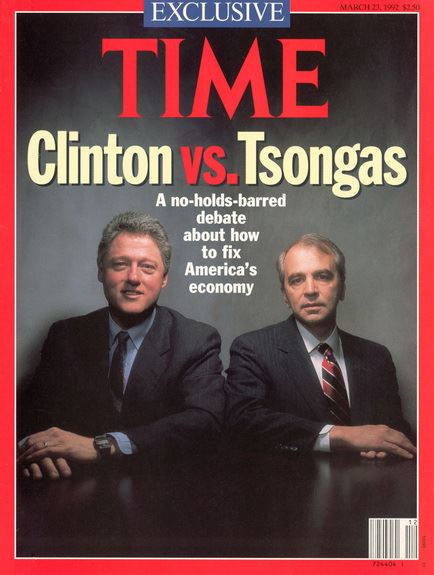 EXCLUSIVE
MARCH 23, 1992 $2.50
TIME
Clinton vs. Tsongas
A no-holds-barred
debate
about how
to fix
America's
economy
12
724404 1